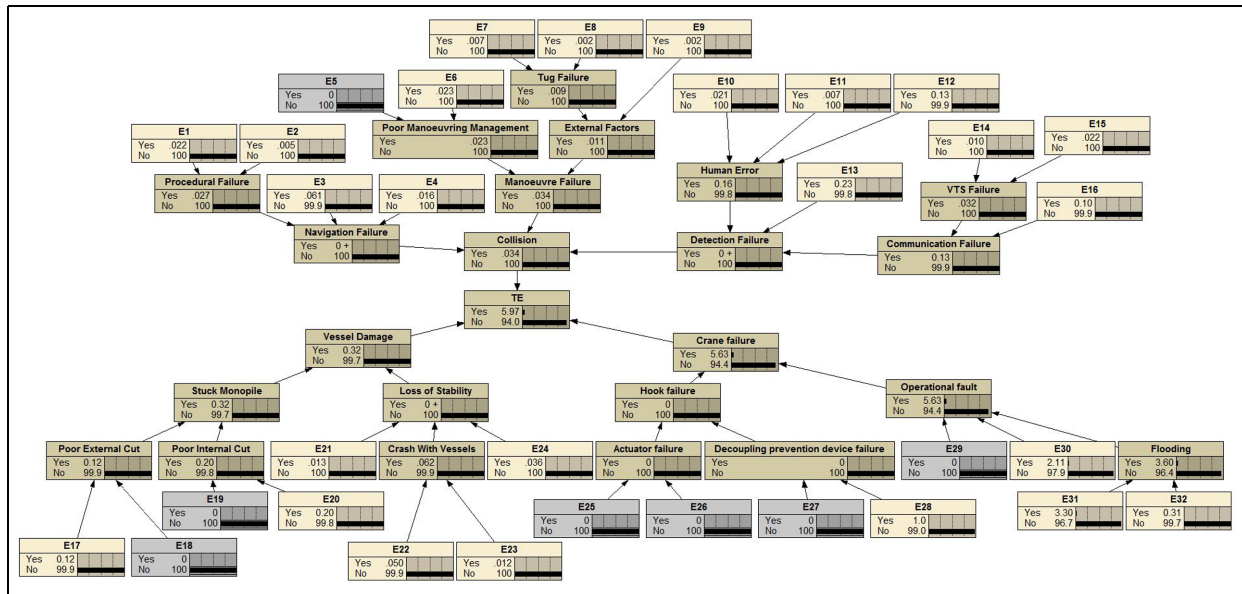 E7
Yes .007
No 100
E8
Yes .002
No 100
E9
Yes .002
No 100
E5
Yes 0
No 100
E6
Yes .023
No 100
Tug Failure
Yes .009
No 100
E10
Yes .021
No 100
E11
Yes .007
No 100
E12
Yes 0.13
No 99.9
E1
Yes .022
No 100
E2
Yes .005
No 100
Poor Manoeuvring Management
Yes .023
No 100
External Factors
Yes .011
No 100
E14
Yes .010
No 100
E15
Yes .022
No 100
Procedural Failure
Yes .027
No 100
E3
Yes .061
No 99.9
E4
Yes .016
No 100
Manoeuvre Failure
Yes .034
No 100
Human Error
Yes 0.16
No 99.8
E13
Yes 0.23
No 99.8
VTS Failure
Yes .032
No 100
E16
Yes 0.10
No 99.9
Navigation Failure
Yes 0 +
No 100
Collision
Yes .034
No 100
Detection Failure
Yes 0 +
No 100
Communication Failure
Yes 0.13
No 99.9
TE
Yes 5.97
No 94.0
Vessel Damage
Yes 0.32
No 99.7
Crane failure
Yes 5.63
No 94.4
Stuck Monopile
Yes 0.32
No 99.7
Loss of Stability
Yes 0 +
No 100
Hook failure
Yes 0
No 100
Operational fault
Yes 5.63
No 94.4
Poor External Cut
Yes 0.12
No 99.9
Poor Internal Cut
Yes 0.20
No 99.8
E21
Yes .013
No 100
Crash With Vessels
Yes .062
No 99.9
E24
Yes .036
No 100
Actuator failure
Yes 0
No 100
Decoupling prevention device failure
Yes 0
No 100
E29
Yes 0
No 100
E30
Yes 2.11
No 97.9
Flooding
Yes 3.60
No 96.4
E19
Yes 0
No 100
E20
Yes 0.20
No 99.8
E25
Yes 0
No 100
E26
Yes 0
No 100
E27
Yes 0
No 100
E28
Yes 1.0
No 99.0
E31
Yes 3.30
No 96.7
E32
Yes 0.31
No 99.7
E17
Yes 0.12
No 99.9
E18
Yes 0
No 100
E22
Yes .050
No 99.9
E23
Yes .012
No 100